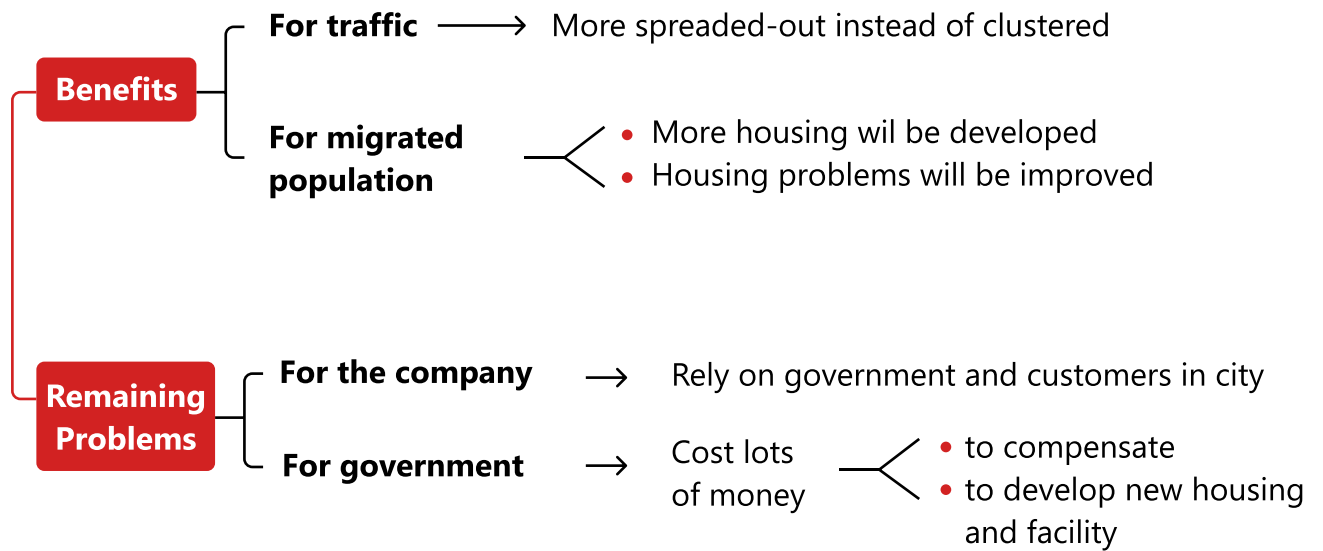 For traffic
More spreaded-out instead of clustered
Benefits
For migrated
population
More housing wil be developed
Housing problems will be improved
Remaining
Problems
For the company
Rely on government and customers in city
For government
Cost lots
of money
to compensate
to develop new housing
and facility